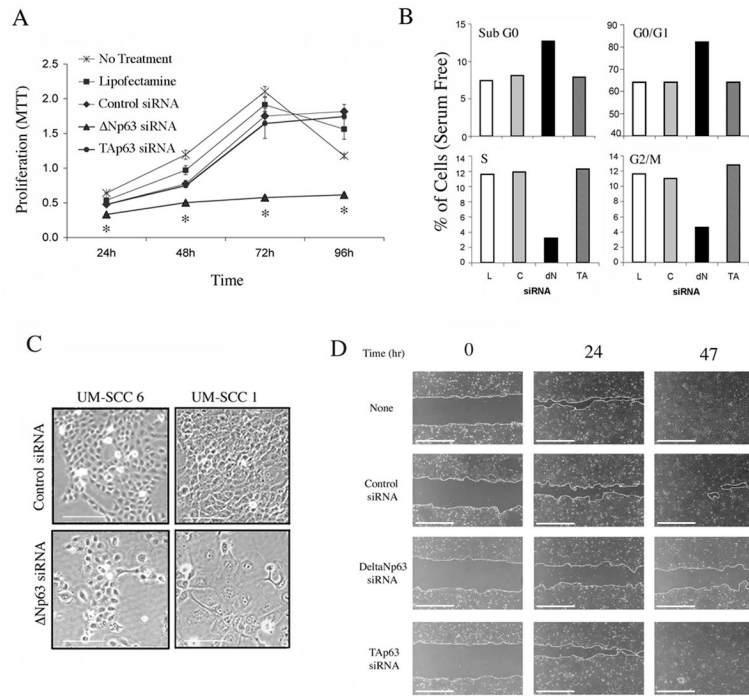 A
No Treatment
Lipofectamine
Control siRNA
ΔNp63 siRNA
TAp63 siRNA
Proliferation (MTT)
2.5
2.0
1.5
1.0
0.5
0.0
* * * *
24h 48h 72h 96h
Time
B
% of Cells (Serum Free)
Sub G0
15
10
5
0
G0/G1
90
80
70
60
50
40
S
12
10
8
6
4
2
0
L C dN TA
siRNA
G2/M
14
12
10
8
6
4
2
0
L C dN TA
siRNA
C
UM-SCC 6 UM-SCC 1
Control siRNA
ΔNp63 siRNA
D
Time (hr) 0 24 47
None
Control
siRNA
DeltaNp63
siRNA
TAp63
siRNA